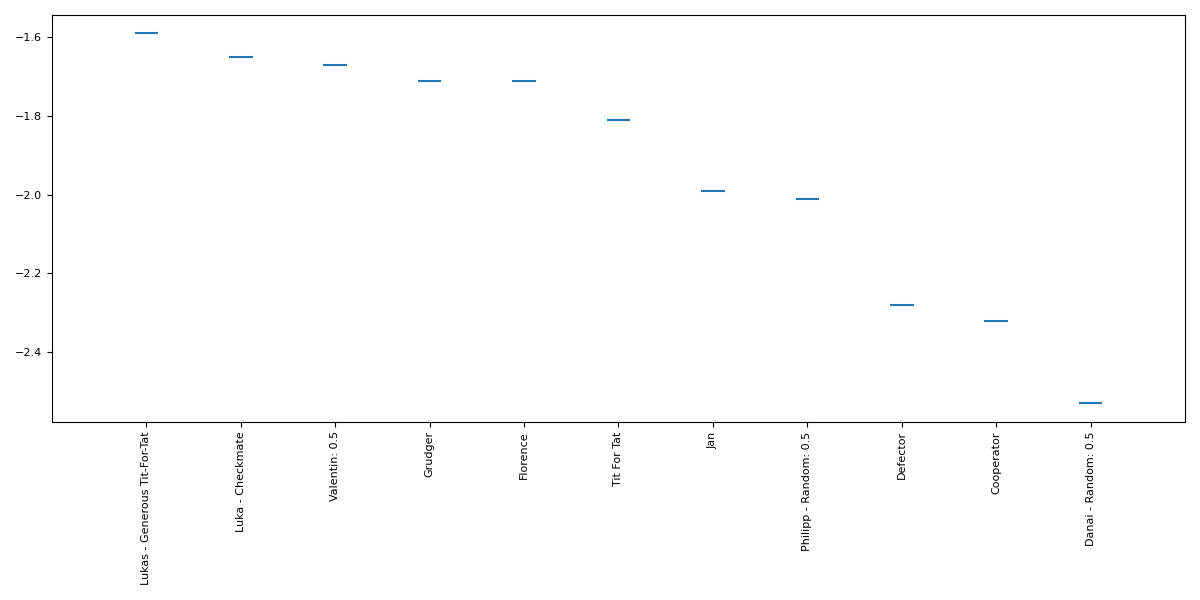 −1.6
−1.8
−2.0
−2.2
−2.4
Lukas - Generous Tit-For-Tat
Luka - Checkmate
Valentin: 0.5
Grudger
Florence
Tit For Tat
Jan
Philipp - Random: 0.5
Defector
Cooperator
Danai - Random: 0.5